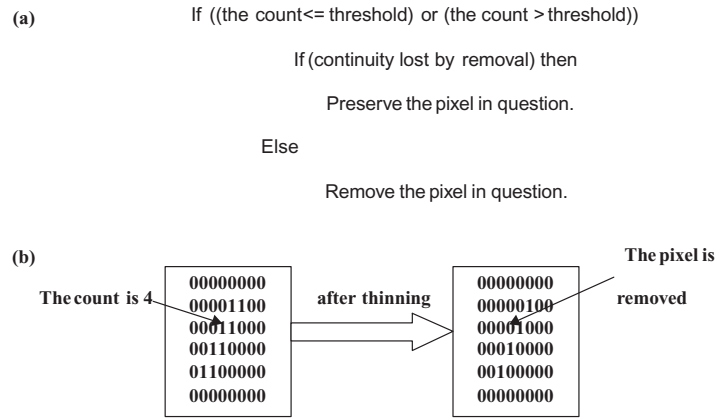 (a)
If ((the count<= threshold) or (the count > threshold))
If (continuity lost by removal) then
Preserve the pixel in question.
Else
Remove the pixel in question.
(b)
The count is 4
00000000
00001100
00011000
00110000
01100000
00000000
after thinning
00000000
00000100
00001000
00010000
00100000
00000000
The pixel is
removed